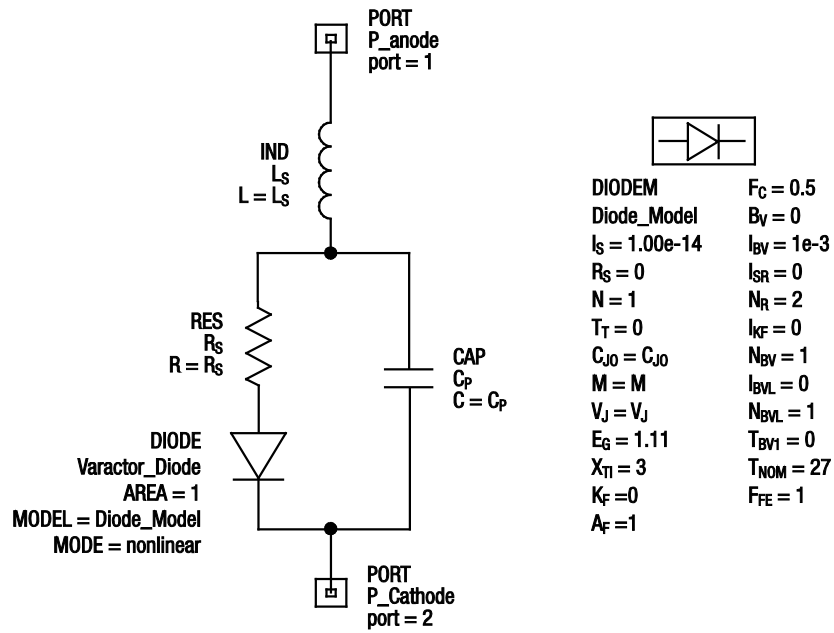 PORT
P_anode
port = 1
IND
LS
L = LS
RES
RS
R = RS
CAP
CP
C = CP
DIODE
Varactor_Diode
AREA = 1
MODEL = Diode_Model
MODE = nonlinear
PORT
P_Cathode
port = 2
DIODEM
Diode_Model
IS = 1.00e-14
RS = 0
N = 1
TT = 0
CJO = CJO
M = M
VJ = VJ
EG = 1.11
XTI = 3
KF =0
AF =1
FC = 0.5
BV = 0
IBV = 1e-3
ISR = 0
NR = 2
IKF = 0
NBV = 1
IBVL = 0
NBVL = 1
TBV1 = 0
TNOM = 27
FFE = 1